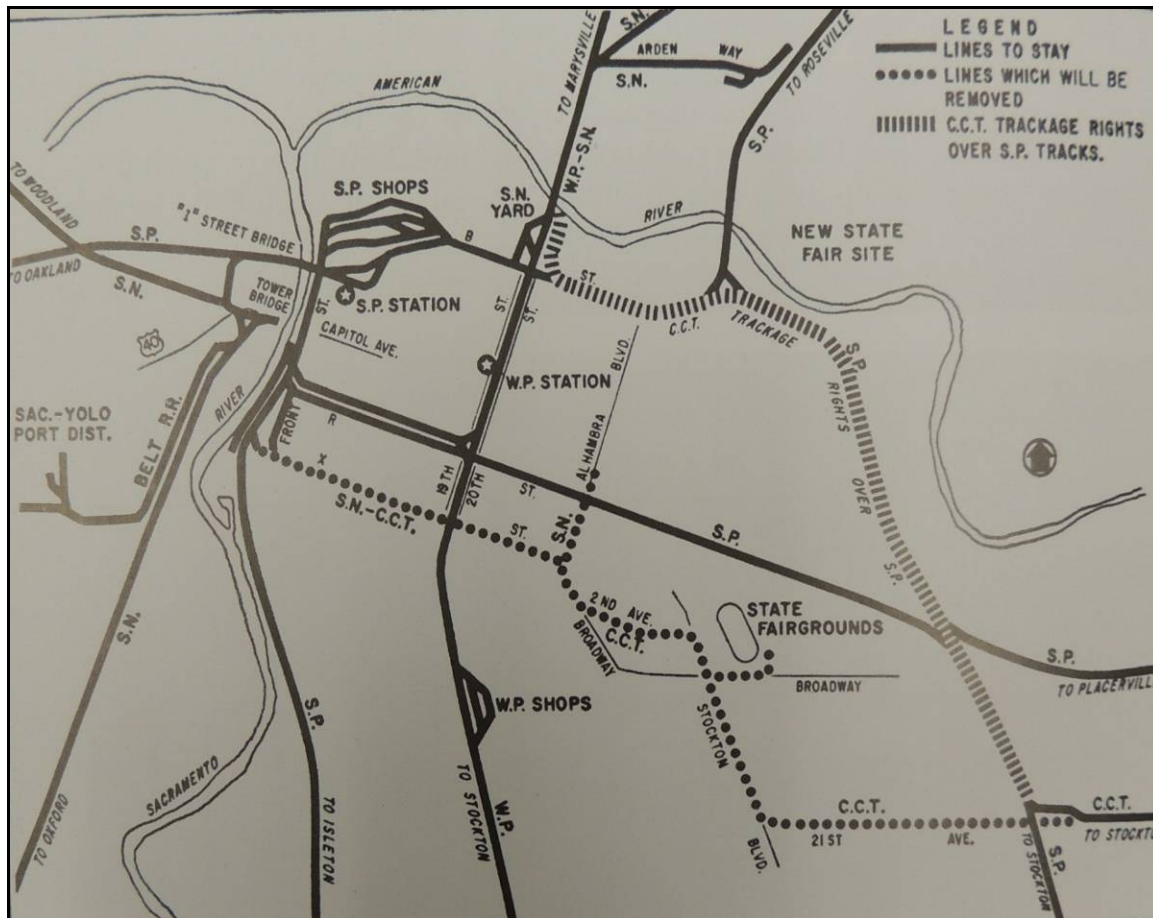 LEGEND
LINES TO STAY
LINES WHICH WILL BE
REMOVED
C.C.T. TRACKAGE RIGHTS
OVER S.P. TRACKS.
S.N.
TO MARYSVILLE
ARDEN WAY
S.N.
TO ROSEVILLE
AMERICAN
S.P.
W.P.-S.N.
TO WOODLAND
S.P. SHOPS
S.N.
YARD
RIVER
"I" STREET BRIDGE
S.P.
B
ST.
NEW STATE
FAIR SITE
TO OAKLAND
S.N.
TOWER
BRIDGE
ST.
S.P. STATION
ST.
ST.
C.C.T.
TRACKAGE
40
CAPITOL AVE.
BLVD.
S.P.
W.P. STATION
RIGHTS
SAC.-YOLO
PORT DIST.
BELT R.R.
RIVER
FRONT
R
ALHAMBRA
X
19TH
20TH
ST.
OVER
S.N.-C.C.T.
ST.
S.N.
S.P.
S.P.
S.N.
2ND AVE.
C.C.T.
BROADWAY
STATE
FAIRGROUNDS
S.P.
BROADWAY
TO PLACERVILLE
S.P.
W.P. SHOPS
STOCKTON
SACRAMENTO
TO OXFORD
TO ISLETON
TO STOCKTON
W.P.
C.C.T.
21ST AVE.
BLVD.
C.C.T.
TO STOCKTO
TO STOCKTON
S.P.